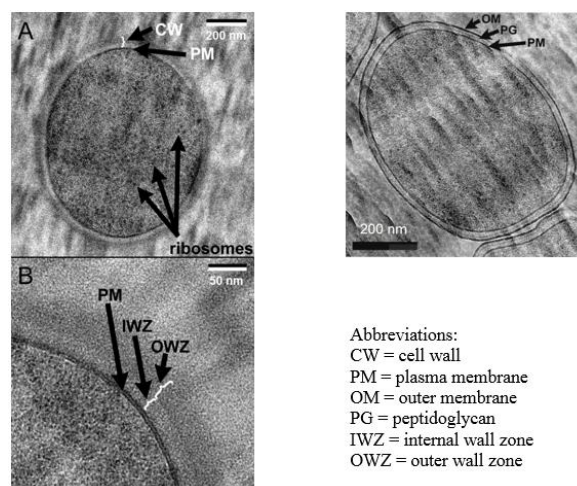 A
CW
PM
200 nm
ribosomes
B
50 nm
PM
IWZ
OWZ
OM
PG
PM
200 nm
Abbreviations:
CW = cell wall
PM = plasma membrane
OM = outer membrane
PG = peptidoglycan
IWZ = internal wall zone
OWZ = outer wall zone